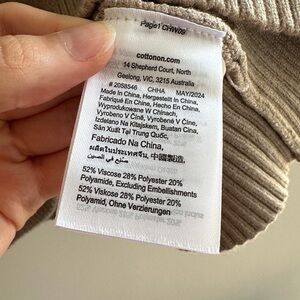 Page1 CHW09
cottonon.com
14 Shepherd Court, North
Geelong, VIC, 3215 Australia
# 2058546 CHHA MAY/2024
Made In China, Hergestellt In China,
Fabriqué En Chine, Hecho En China,
Wyprodukowane W Chinach,
Vyrobeno V Číně, Vyrobené V Číne,
Izdelano Na Kitajskem, Buatan Cina,
Sản Xuất Tại Trung Quốc,
Fabricado Na China,
ผลิตในประเทศจีน, 中國製造,
صنع في الصين
52% Viscose 28% Polyester 20%
Polyamid, Excluding Embellishments
52% Viscose 28% Polyester 20%
Polyamid, Ohne Verzierungen